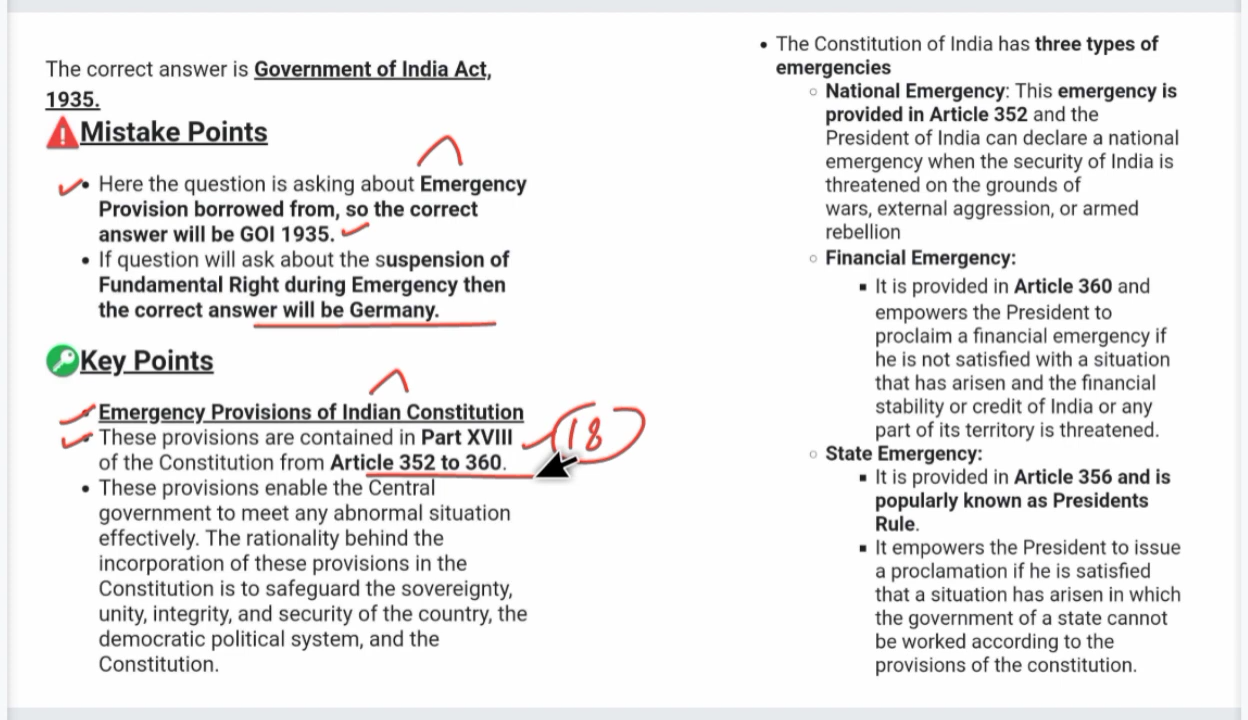 The correct answer is Government of India Act,
1935.
Mistake Points
• Here the question is asking about Emergency
Provision borrowed from, so the correct
answer will be GOI 1935.
• If question will ask about the suspension of
Fundamental Right during Emergency then
the correct answer will be Germany.
Key Points
Emergency Provisions of Indian Constitution
These provisions are contained in Part XVIII
18
of the Constitution from Article 352 to 360.
• These provisions enable the Central
government to meet any abnormal situation
effectively. The rationality behind the
incorporation of these provisions in the
Constitution is to safeguard the sovereignty,
unity, integrity, and security of the country, the
democratic political system, and the
Constitution.
• The Constitution of India has three types of
emergencies
○ National Emergency: This emergency is
provided in Article 352 and the
President of India can declare a national
emergency when the security of India is
threatened on the grounds of
wars, external aggression, or armed
rebellion
○ Financial Emergency:
▪ It is provided in Article 360 and
empowers the President to
proclaim a financial emergency if
he is not satisfied with a situation
that has arisen and the financial
stability or credit of India or any
part of its territory is threatened.
○ State Emergency:
▪ It is provided in Article 356 and is
popularly known as Presidents
Rule.
▪ It empowers the President to issue
a proclamation if he is satisfied
that a situation has arisen in which
the government of a state cannot
be worked according to the
provisions of the constitution.